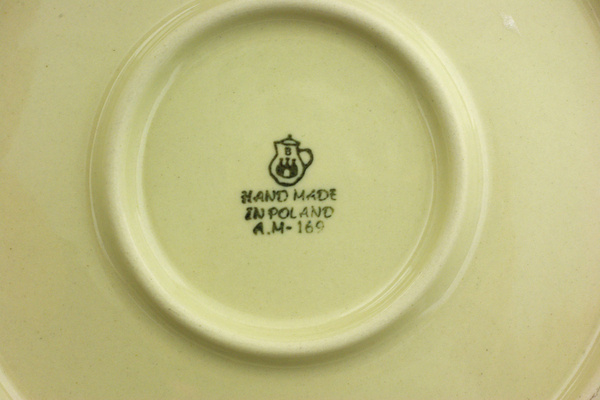 B
HAND MADE
IN POLAND
A.M-169